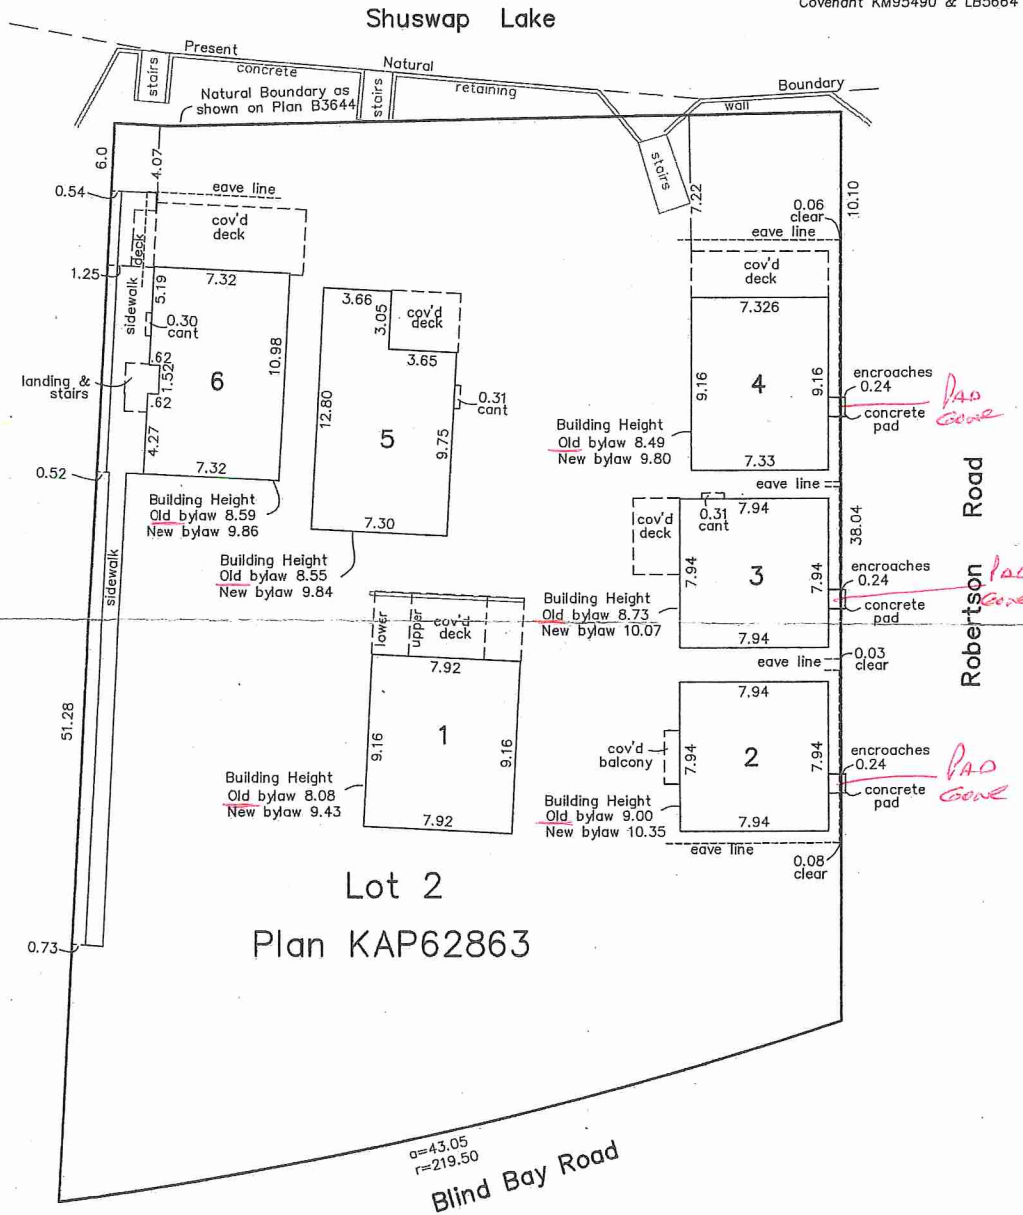 Covenant KM95490 & LB5664
Shuswap Lake
Present
Natural
Boundary
stairs
concrete
stairs
retaining
wall
Natural Boundary as
shown on Plan B3644
stairs
6.0
4.07
0.54
eave line
cov'd
deck
deck
1.25
7.32
5.19
sidewalk
0.30
cant
10.98
.62
1.52
.62
landing &
stairs
6
4.27
7.32
0.52
Building Height
Old bylaw 8.59
New bylaw 9.86
3.66
3.05
cov'd
deck
3.65
12.80
5
0.31
cant
9.75
7.30
Building Height
Old bylaw 8.55
New bylaw 9.84
7.22
0.06
clear
10.10
eave line
cov'd
deck
7.326
9.16
4
9.16
encroaches
0.24
concrete
pad
PAD
GONE
Building Height
Old bylaw 8.49
New bylaw 9.80
7.33
eave line
0.31
cant
7.94
cov'd
deck
38.04
7.94
3
7.94
encroaches
0.24
concrete
pad
PAD
GONE
Building Height
Old bylaw 8.73
New bylaw 10.07
7.94
eave line
0.03
clear
Robertson Road
sidewalk
lower
upper
cov'd
deck
7.92
51.28
9.16
1
9.16
Building Height
Old bylaw 8.08
New bylaw 9.43
7.92
7.94
cov'd
balcony
7.94
2
7.94
encroaches
0.24
concrete
pad
PAD
GONE
Building Height
Old bylaw 9.00
New bylaw 10.35
7.94
eave line
0.08
clear
Lot 2
Plan KAP62863
0.73
a=43.05
r=219.50
Blind Bay Road